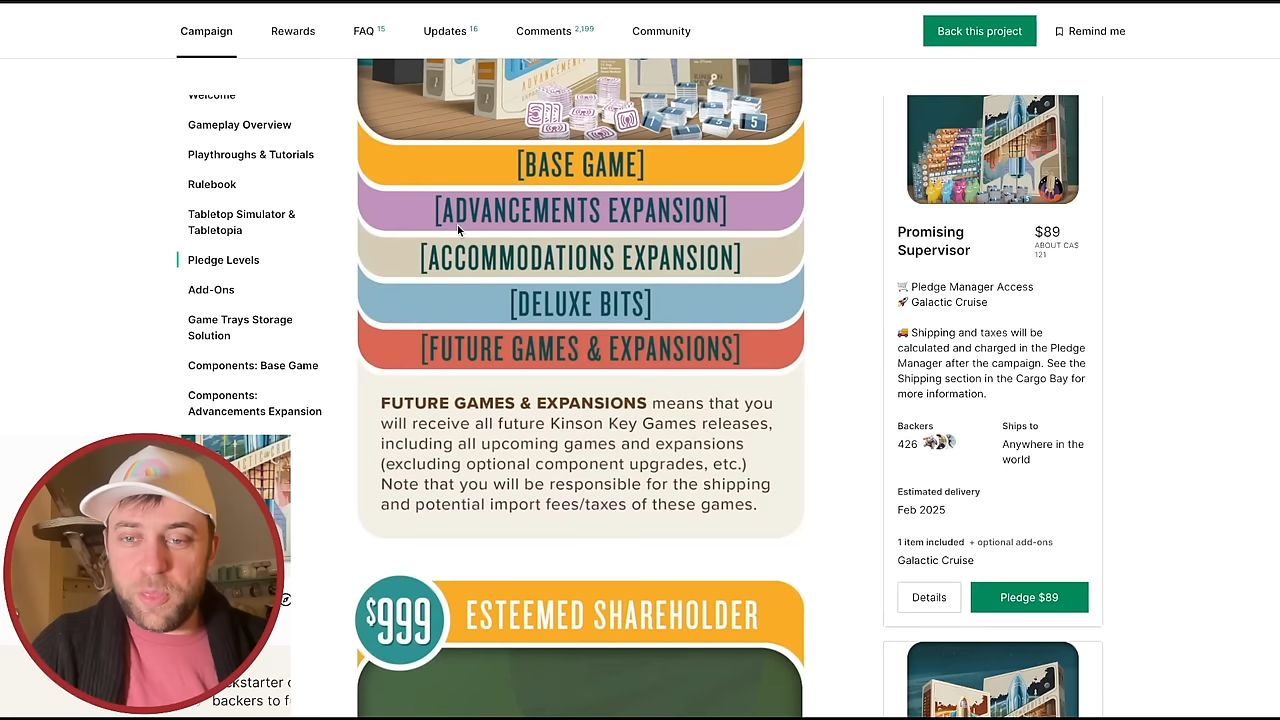 Campaign
Rewards
FAQ 15
Updates 16
Comments 2,199
Community
Back this project
Remind me
Welcome
Gameplay Overview
Playthroughs & Tutorials
Rulebook
Tabletop Simulator &
Tabletopia
Pledge Levels
Add-Ons
Game Trays Storage
Solution
Components: Base Game
Components:
Advancements Expansion
ADVANCEMENTS
1
5
[BASE GAME]
[ADVANCEMENTS EXPANSION]
[ACCOMMODATIONS EXPANSION]
[DELUXE BITS]
[FUTURE GAMES & EXPANSIONS]
FUTURE GAMES & EXPANSIONS means that you
will receive all future Kinson Key Games releases,
including all upcoming games and expansions
(excluding optional component upgrades, etc.)
Note that you will be responsible for the shipping
and potential import fees/taxes of these games.
$999
ESTEEMED SHAREHOLDER
Promising
Supervisor
$89
ABOUT CA$
121
🛒 Pledge Manager Access
🚀 Galactic Cruise
🚚 Shipping and taxes will be
calculated and charged in the Pledge
Manager after the campaign. See the
Shipping section in the Cargo Bay for
more information.
Backers
426
Ships to
Anywhere in the
world
Estimated delivery
Feb 2025
1 item included + optional add-ons
Galactic Cruise
Details
Pledge $89
backers to f